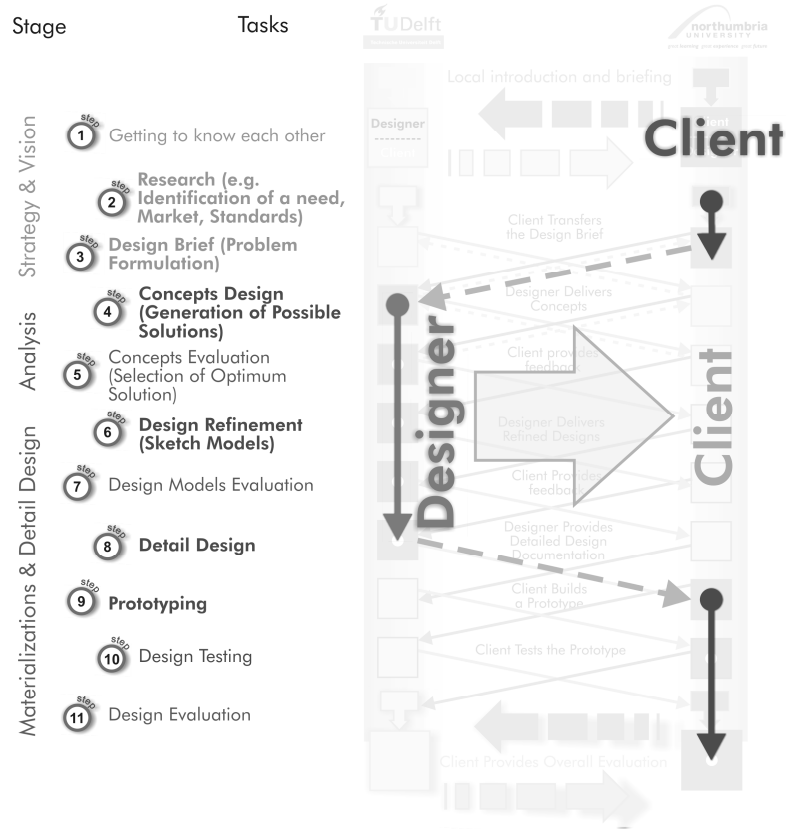 Stage
Tasks
TUDelft
northumbria
UNIVERSITY
Local introduction and briefing
Strategy & Vision
step
1
Getting to know each other
Designer
Client
step
2
Research (e.g.
Identification of a need,
Market, Standards)
Client Transfers
the Design Brief
step
3
Design Brief (Problem
Formulation)
Analysis
step
4
Concepts Design
(Generation of Possible
Solutions)
Designer Delivers
Concepts
Designer
Client
step
5
Concepts Evaluation
(Selection of Optimum
Solution)
Client provides
feedback
Materializations & Detail Design
step
6
Design Refinement
(Sketch Models)
Designer Delivers
Refined Designs
step
7
Design Models Evaluation
Client Provides
feedback
step
8
Detail Design
Designer Provides
Detailed Design
Documentation
step
9
Prototyping
Client Builds
a Prototype
step
10
Design Testing
Client Tests the Prototype
step
11
Design Evaluation
Client Provides Overall Evaluation